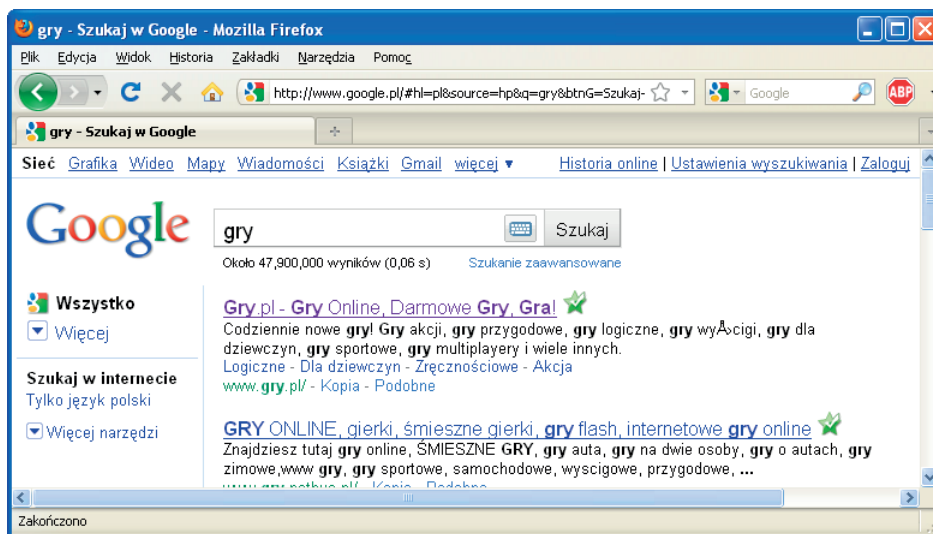 gry - Szukaj w Google - Mozilla Firefox
Plik Edycja Widok Historia Zakładki Narzędzia Pomoc
http://www.google.pl/#hl=pl&source=hp&q=gry&btnG=Szukaj- Google ABP
gry - Szukaj w Google
Sieć Grafika Wideo Mapy Wiadomości Książki Gmail więcej ▼ Historia online | Ustawienia wyszukiwania | Zaloguj
Google gry Szukaj
Około 47,900,000 wyników (0,06 s) Szukanie zaawansowane
Wszystko
Więcej
Szukaj w internecie
Tylko język polski
Więcej narzędzi
Gry.pl - Gry Online, Darmowe Gry, Gra!
Codziennie nowe gry! Gry akcji, gry przygodowe, gry logiczne, gry wyÅ›cigi, gry dla
dziewczyn, gry sportowe, gry multiplayery i wiele innych.
Logiczne - Dla dziewczyn - Zręcznościowe - Akcja
www.gry.pl/ - Kopia - Podobne
GRY ONLINE, gierki, śmieszne gierki, gry flash, internetowe gry online
Znajdziesz tutaj gry online, ŚMIESZNE GRY, gry auta, gry na dwie osoby, gry o autach, gry
zimowe,www gry, gry sportowe, samochodowe, wyscigowe, przygodowe, ...
Kopia - Podobne
Zakończono